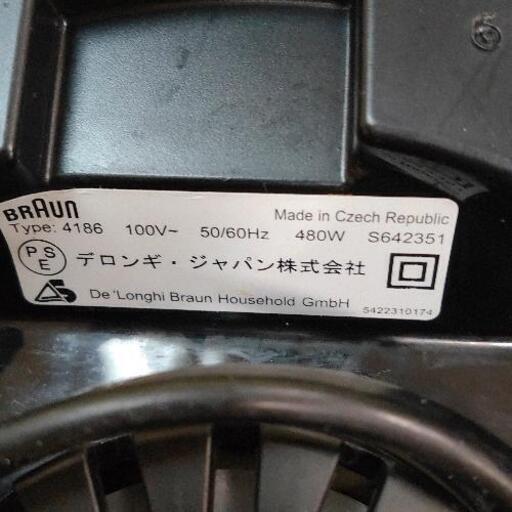 BRAUN
Made in Czech Republic
Type: 4186 100V~ 50/60Hz 480W S642351
PSE デロンギ・ジャパン株式会社
De'Longhi Braun Household GmbH
5422310174